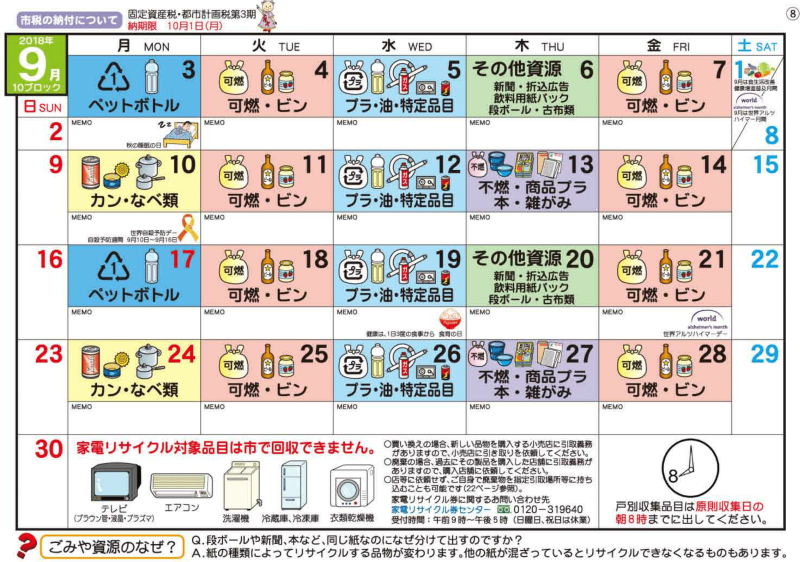 市税の納付について
固定資産税・都市計画税第3期
納期限 10月1日(月)
⑧
2018年
9月
10ブロック
月 MON
火 TUE
水 WED
木 THU
金 FRI
土 SAT
日 SUN
3
ペットボトル
可燃
4
可燃・ビン
プラ
5
プラ・油・特定品目
その他資源 6
新聞・折込広告
飲料用紙パック
段ボール・古布類
可燃
7
可燃・ビン
1
9月は食生活改善
健康増進普及月間
world
alzheimer's month
9月は世界アルツ
ハイマー月間
2
MEMO
秋の睡眠の日
MEMO
MEMO
MEMO
MEMO
8
9
10
カン・なべ類
可燃
11
可燃・ビン
プラ
12
プラ・油・特定品目
不燃
13
不燃・商品プラ
本・雑がみ
可燃
14
可燃・ビン
15
MEMO
世界自殺予防デー
自殺予防週間 9月10日〜9月16日
MEMO
MEMO
MEMO
MEMO
16
1
17
ペットボトル
可燃
18
可燃・ビン
プラ
19
プラ・油・特定品目
その他資源 20
新聞・折込広告
飲料用紙パック
段ボール・古布類
可燃
21
可燃・ビン
22
MEMO
MEMO
MEMO
健康は、1日3度の食事から 食育の日
MEMO
MEMO
world
alzheimer's month
世界アルツハイマーデー
23
24
カン・なべ類
可燃
25
可燃・ビン
プラ
26
プラ・油・特定品目
不燃
27
不燃・商品プラ
本・雑がみ
可燃
28
可燃・ビン
29
MEMO
MEMO
MEMO
MEMO
MEMO
30
家電リサイクル対象品目は市で回収できません。
テレビ
(ブラウン管・液晶・プラズマ)
エアコン
洗濯機
冷蔵庫、冷凍庫
衣類乾燥機
○買い換えの場合、新しい品物を購入する小売店に引取義務
がありますので、小売店に引き取りを依頼してください。
○廃棄の場合、過去にその製品を購入した店舗に引取義務が
ありますので、購入店舗に依頼してください。
○店等に依頼せず、ご自身で廃棄物を指定引取場所等に持ち
込むことも可能です(22ページ参照)。
家電リサイクル券に関するお問い合わせ先
家電リサイクル券センター 0120−319640
受付時間：午前9時〜午後5時(日曜日、祝日は休業)
8
戸別収集品目は原則収集日の
朝8時までに出してください。
ごみや資源のなぜ？
Q.段ボールや新聞、本など、同じ紙なのになぜ分けて出すのですか？
A.紙の種類によってリサイクルする品物が変わります。他の紙が混ざっているとリサイクルできなくなるものもあります。